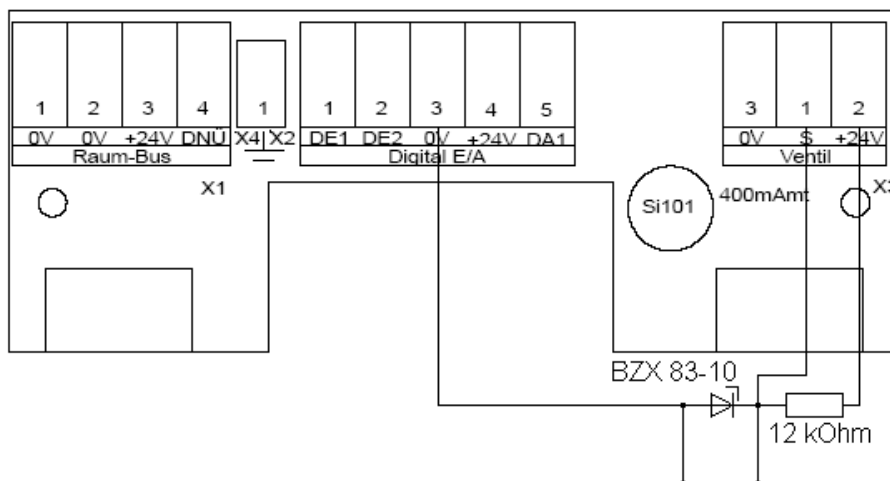 1 2 3 4 1 1 2 3 4 5 3 1 2
0V 0V +24V DNÜ X4 X2 DE1 DE2 0V +24V DA1 0V S +24V
Raum-Bus Digital E/A Ventil
X1 Si101 400mAmt X3
BZX 83-10
12 kOhm